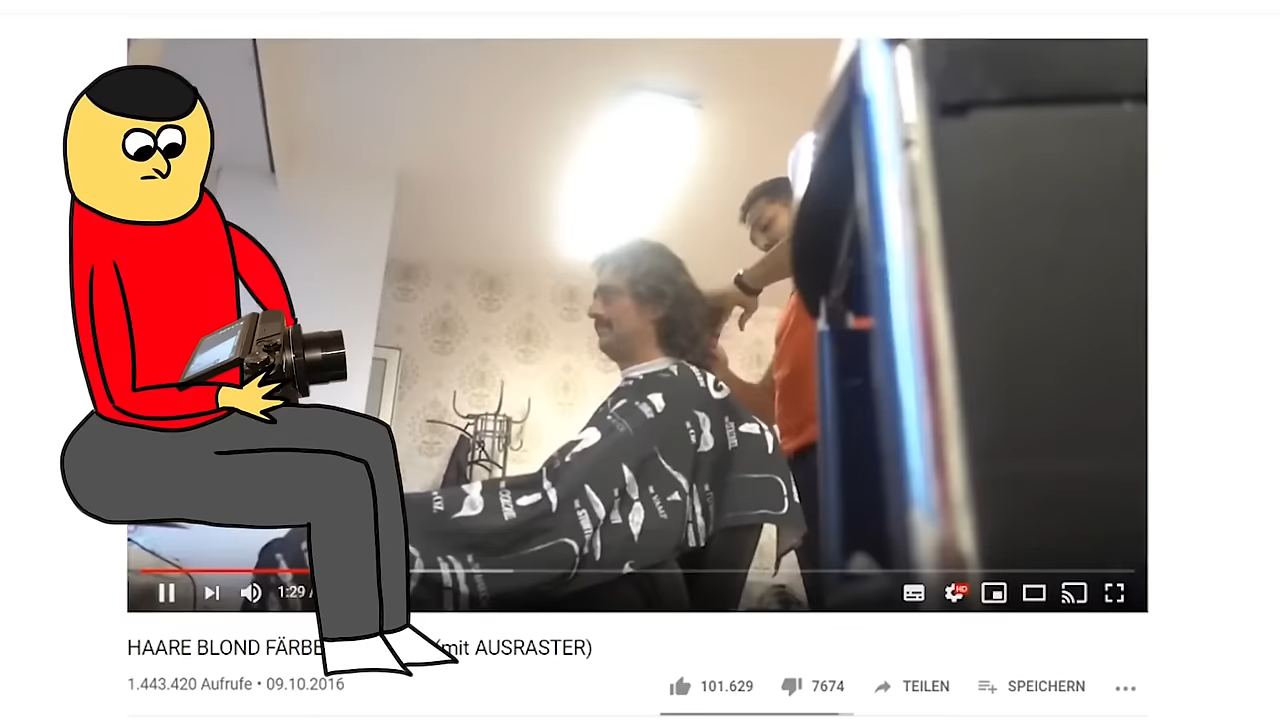 1:29 /
HD
HAARE BLOND FÄRBE (mit AUSRASTER)
1.443.420 Aufrufe • 09.10.2016
101.629 7674 TEILEN SPEICHERN